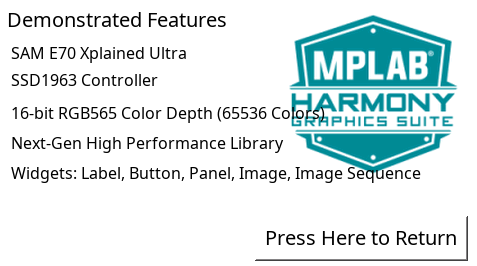 Demonstrated Features
SAM E70 Xplained Ultra
SSD1963 Controller
16-bit RGB565 Color Depth (65536 Colors)
Next-Gen High Performance Library
Widgets: Label, Button, Panel, Image, Image Sequence
MPLAB®
HARMONY
GRAPHICS SUITE
Press Here to Return